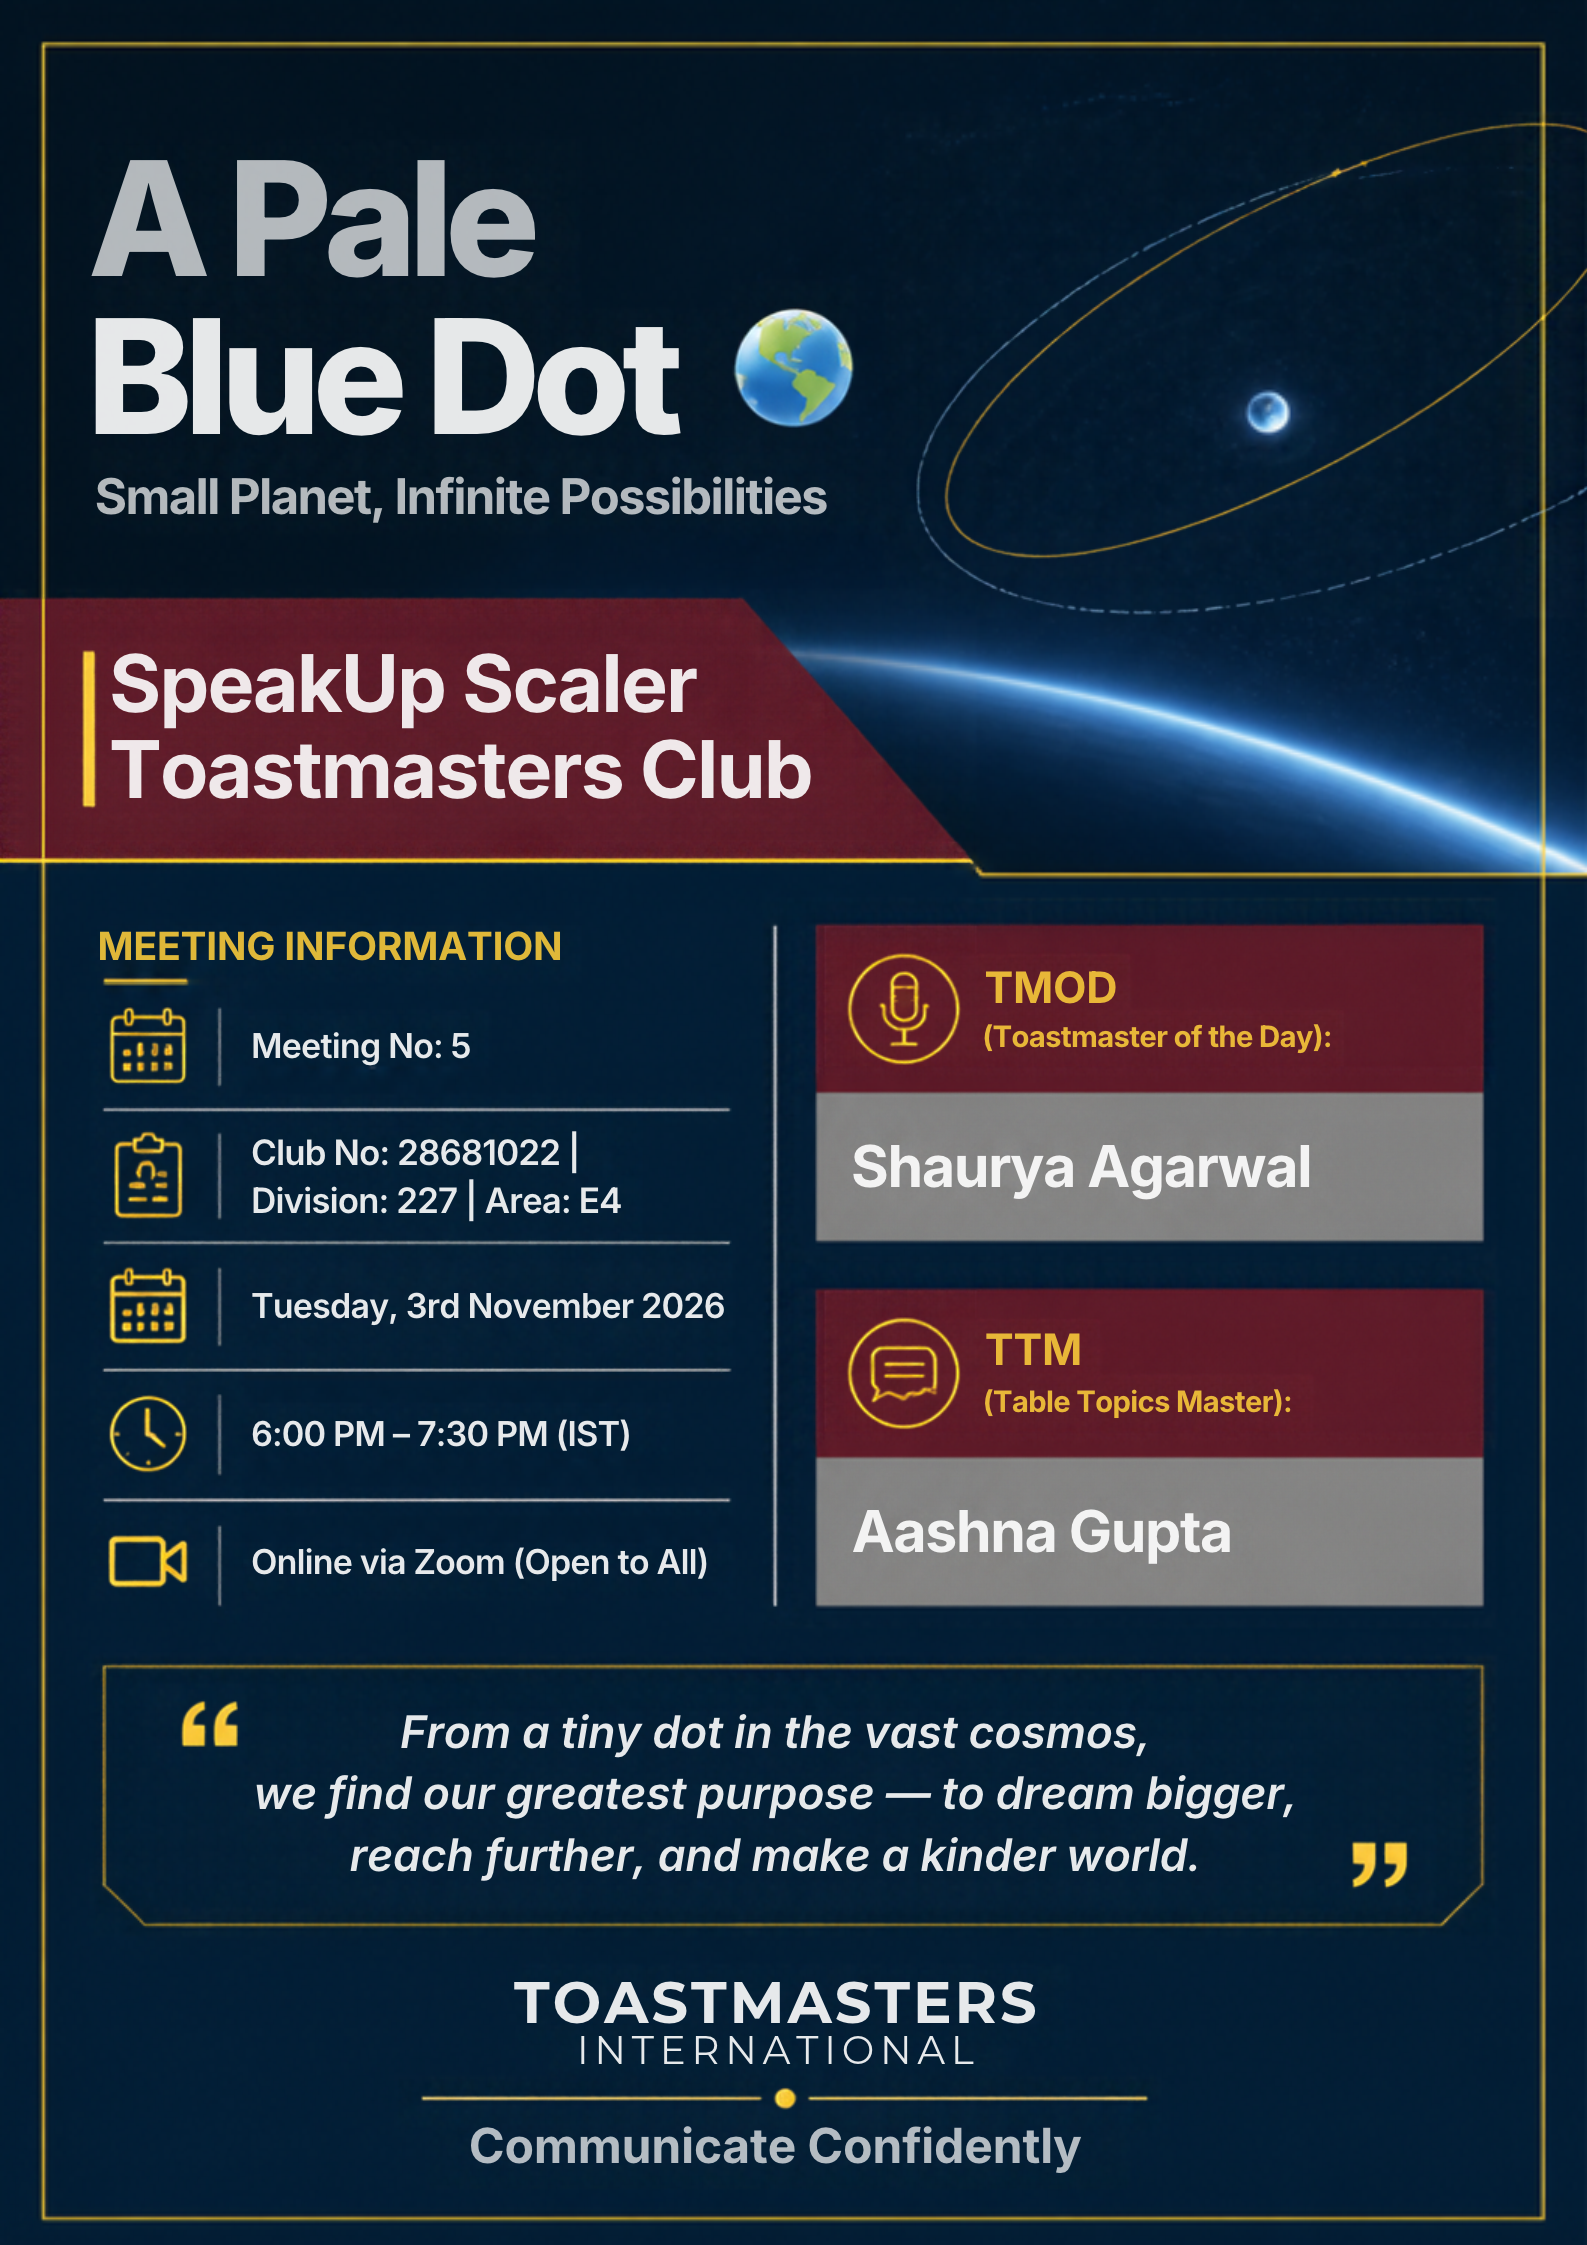 A Pale
Blue Dot
Small Planet, Infinite Possibilities
SpeakUp Scaler
Toastmasters Club
MEETING INFORMATION
Meeting No: 5
Club No: 28681022 |
Division: 227 | Area: E4
Tuesday, 3rd November 2026
6:00 PM – 7:30 PM (IST)
Online via Zoom (Open to All)
TMOD
(Toastmaster of the Day):
Shaurya Agarwal
TTM
(Table Topics Master):
Aashna Gupta
“From a tiny dot in the vast cosmos,
we find our greatest purpose — to dream bigger,
reach further, and make a kinder world.”
TOASTMASTERS
INTERNATIONAL
Communicate Confidently